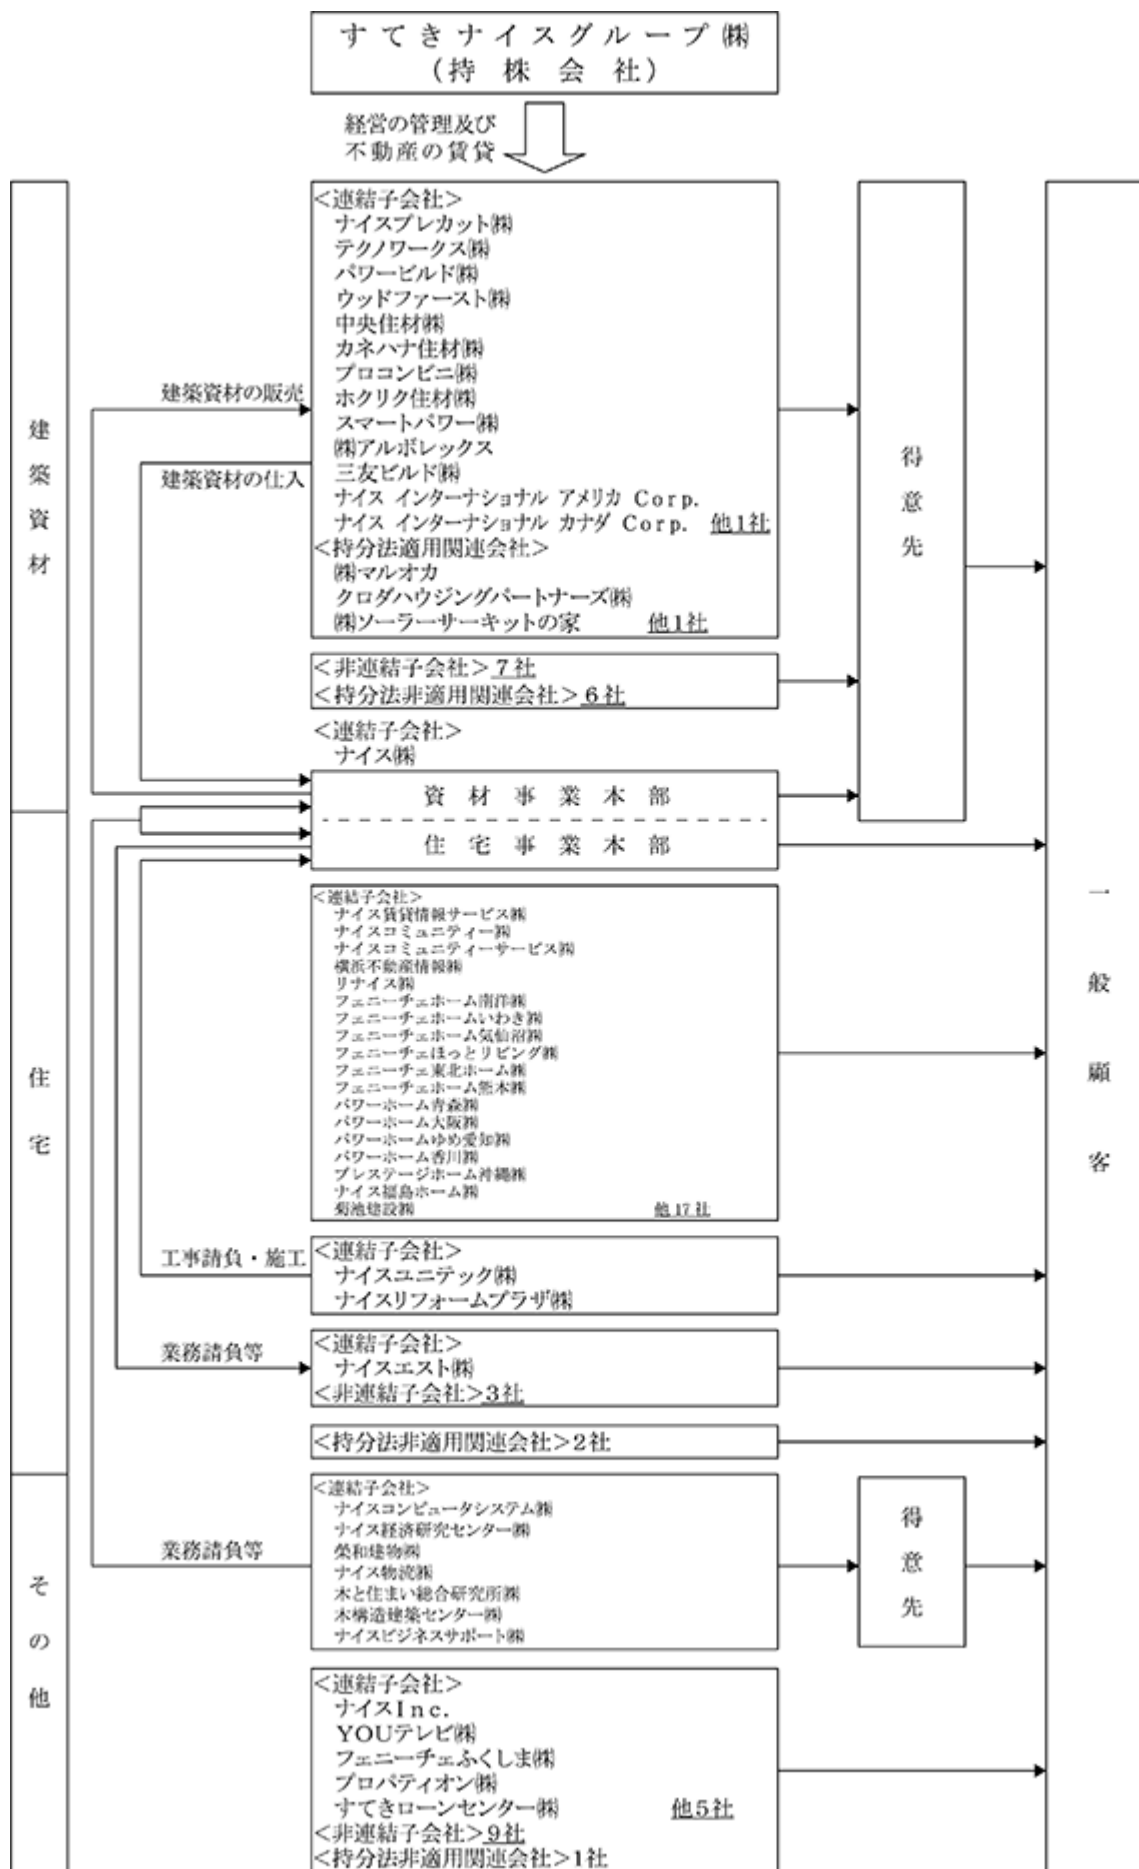 すてきナイスグループ㈱
（持株会社）
経営の管理及び
不動産の賃貸
建築資材
＜連結子会社＞
ナイスプレカット㈱
テクノワークス㈱
パワービルド㈱
ウッドファースト㈱
中央住材㈱
カネハナ住材㈱
プロコンビニ㈱
ホクリク住材㈱
スマートパワー㈱
㈱アルボレックス
三友ビルド㈱
ナイス インターナショナル アメリカ Corp.
ナイス インターナショナル カナダ Corp. 他1社
＜持分法適用関連会社＞
㈱マルオカ
クロダハウジングパートナーズ㈱
㈱ソーラーサーキットの家 他1社
建築資材の販売
建築資材の仕入
得意先
＜非連結子会社＞7社
＜持分法非適用関連会社＞6社
＜連結子会社＞
ナイス㈱
資材事業本部
住宅事業本部
一般顧客
住宅
＜連結子会社＞
ナイス賃貸情報サービス㈱
ナイスコミュニティー㈱
ナイスコミュニティーサービス㈱
横浜不動産情報㈱
リナイス㈱
フェニーチェホーム南洋㈱
フェニーチェホームいわき㈱
フェニーチェホーム気仙沼㈱
フェニーチェほっとリビング㈱
フェニーチェ東北ホーム㈱
フェニーチェホーム熊本㈱
パワーホーム青森㈱
パワーホーム大阪㈱
パワーホームゆめ愛知㈱
パワーホーム香川㈱
プレステージホーム沖縄㈱
ナイス福島ホーム㈱
菊池建設㈱ 他17社
工事請負・施工
＜連結子会社＞
ナイスユニテック㈱
ナイスリフォームプラザ㈱
業務請負等
＜連結子会社＞
ナイスエスト㈱
＜非連結子会社＞3社
＜持分法非適用関連会社＞2社
その他
業務請負等
＜連結子会社＞
ナイスコンピュータシステム㈱
ナイス経済研究センター㈱
榮和建物㈱
ナイス物流㈱
木と住まい総合研究所㈱
木構造建築センター㈱
ナイスビジネスサポート㈱
得意先
＜連結子会社＞
ナイスInc.
YOUテレビ㈱
フェニーチェふくしま㈱
プロパティオン㈱
すてきローンセンター㈱ 他5社
＜非連結子会社＞9社
＜持分法非適用関連会社＞1社